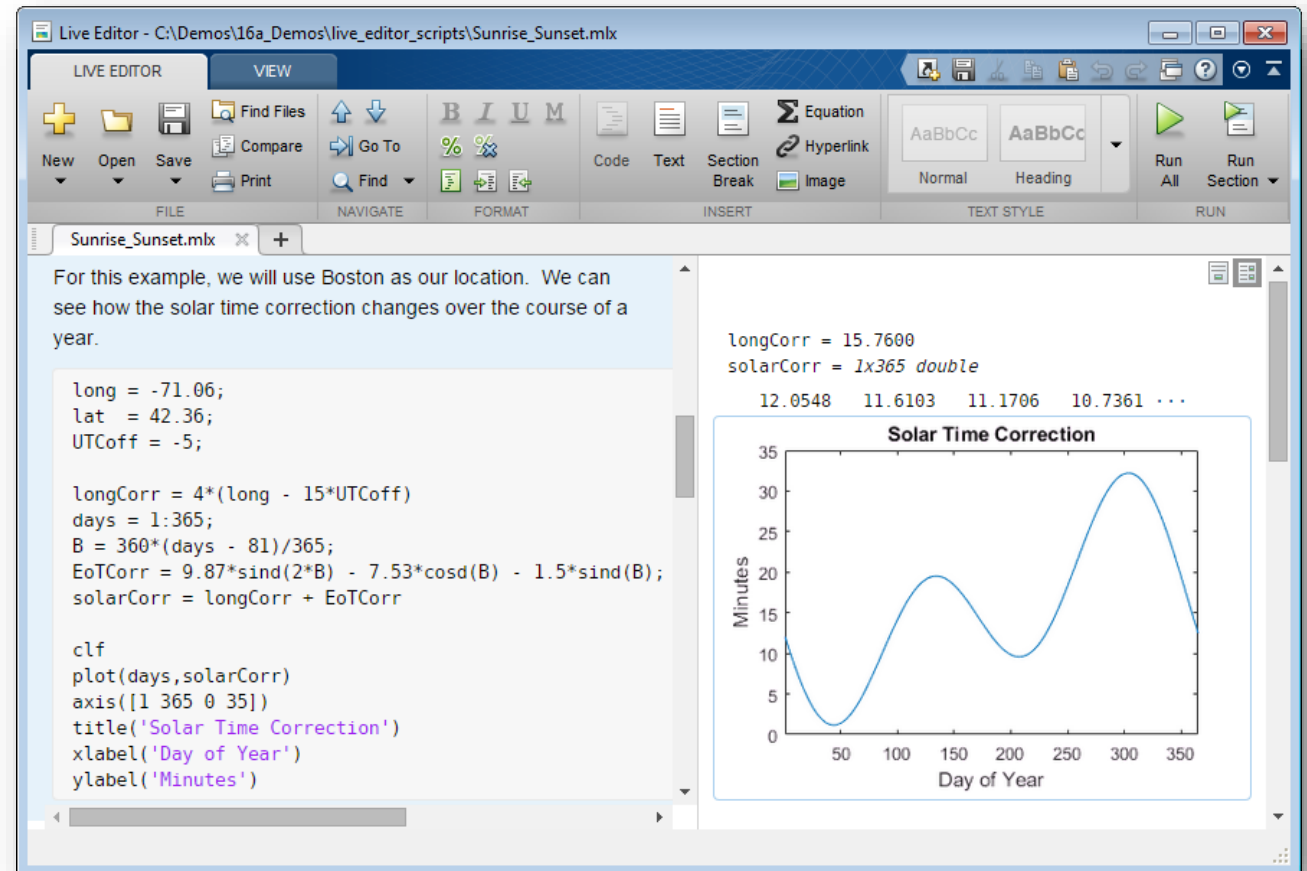 Live Editor - C:\Demos\16a_Demos\live_editor_scripts\Sunrise_Sunset.mlx
LIVE EDITOR VIEW
New Open Save
Find Files
Compare
Print
FILE
Go To
Find
NAVIGATE
B I U M
FORMAT
Code Text Section Break
Equation
Hyperlink
Image
INSERT
AaBbCc AaBbCc
Normal Heading
TEXT STYLE
Run All Run Section
RUN
Sunrise_Sunset.mlx
For this example, we will use Boston as our location. We can
see how the solar time correction changes over the course of a
year.
long = -71.06;
lat  = 42.36;
UTCoff = -5;
longCorr = 4*(long - 15*UTCoff)
days = 1:365;
B = 360*(days - 81)/365;
EoTCorr = 9.87*sind(2*B) - 7.53*cosd(B) - 1.5*sind(B);
solarCorr = longCorr + EoTCorr
clf
plot(days,solarCorr)
axis([1 365 0 35])
title('Solar Time Correction')
xlabel('Day of Year')
ylabel('Minutes')
longCorr = 15.7600
solarCorr = 1x365 double
12.0548 11.6103 11.1706 10.7361 ...
Solar Time Correction
Minutes
35
30
25
20
15
10
5
0
50 100 150 200 250 300 350
Day of Year